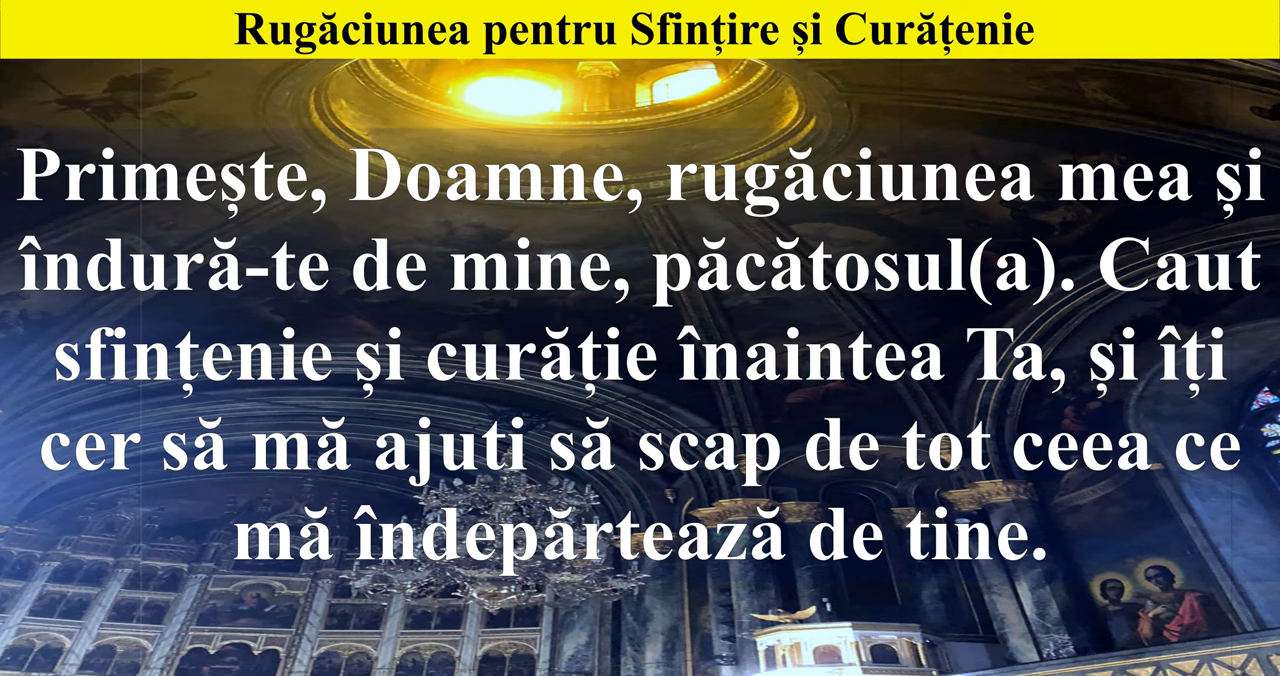 Rugăciunea pentru Sfințire și Curățenie
Primește, Doamne, rugăciunea mea și
îndură-te de mine, păcătosul(a). Caut
sfințenie și curăție înaintea Ta, și îți
cer să mă ajuti să scap de tot ceea ce
mă îndepărtează de tine.